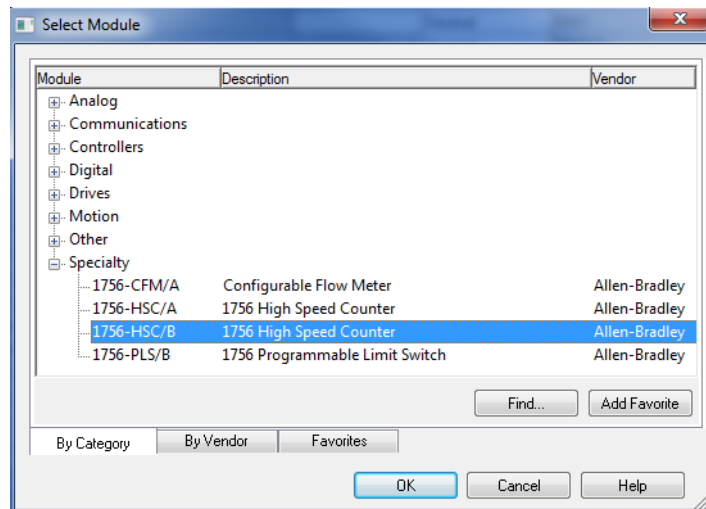 Select Module
Module Description Vendor
Analog
Communications
Controllers
Digital
Drives
Motion
Other
Specialty
1756-CFM/A Configurable Flow Meter Allen-Bradley
1756-HSC/A 1756 High Speed Counter Allen-Bradley
1756-HSC/B 1756 High Speed Counter Allen-Bradley
1756-PLS/B 1756 Programmable Limit Switch Allen-Bradley
Find... Add Favorite
By Category By Vendor Favorites
OK Cancel Help